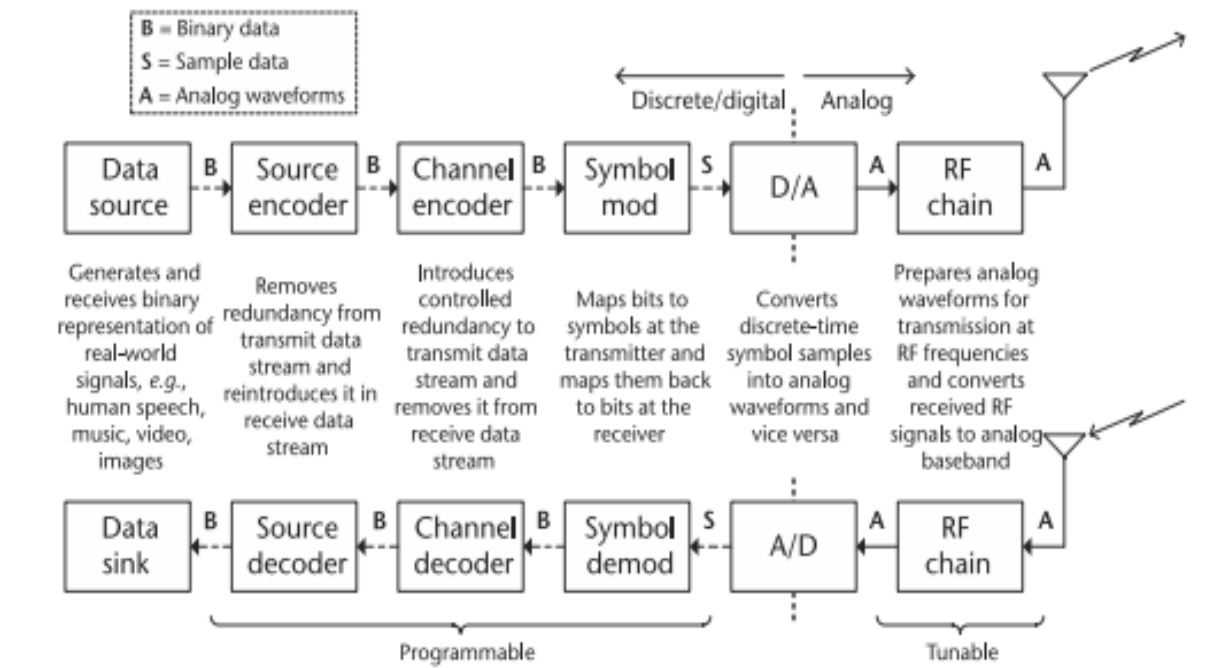 B = Binary data
S = Sample data
A = Analog waveforms
Discrete/digital
Analog
Data
source
B
Source
encoder
B
Channel
encoder
B
Symbol
mod
S
D/A
A
RF
chain
A
Generates and
receives binary
representation of
real-world
signals, e.g.,
human speech,
music, video,
images
Removes
redundancy from
transmit data
stream and
reintroduces it in
receive data
stream
Introduces
controlled
redundancy to
transmit data
stream and
removes it from
receive data
stream
Maps bits to
symbols at the
transmitter and
maps them back
to bits at the
receiver
Converts
discrete-time
symbol samples
into analog
waveforms and
vice versa
Prepares analog
waveforms for
transmission at
RF frequencies
and converts
received RF
signals to analog
baseband
Data
sink
B
Source
decoder
B
Channel
decoder
B
Symbol
demod
S
A/D
A
RF
chain
A
Programmable
Tunable